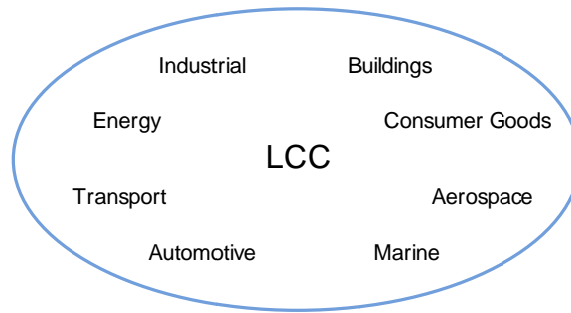 Industrial Buildings
Energy Consumer Goods
LCC
Transport Aerospace
Automotive Marine